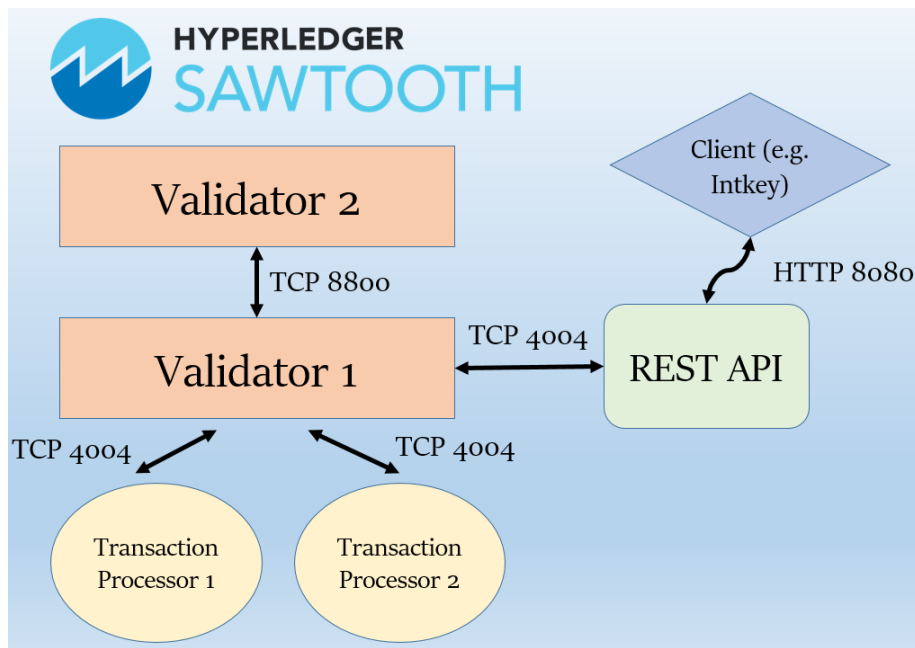 HYPERLEDGER
SAWTOOTH
Client (e.g.
Intkey)
Validator 2
HTTP 8080
TCP 8800
TCP 4004
Validator 1
REST API
TCP 4004
TCP 4004
Transaction
Processor 1
Transaction
Processor 2